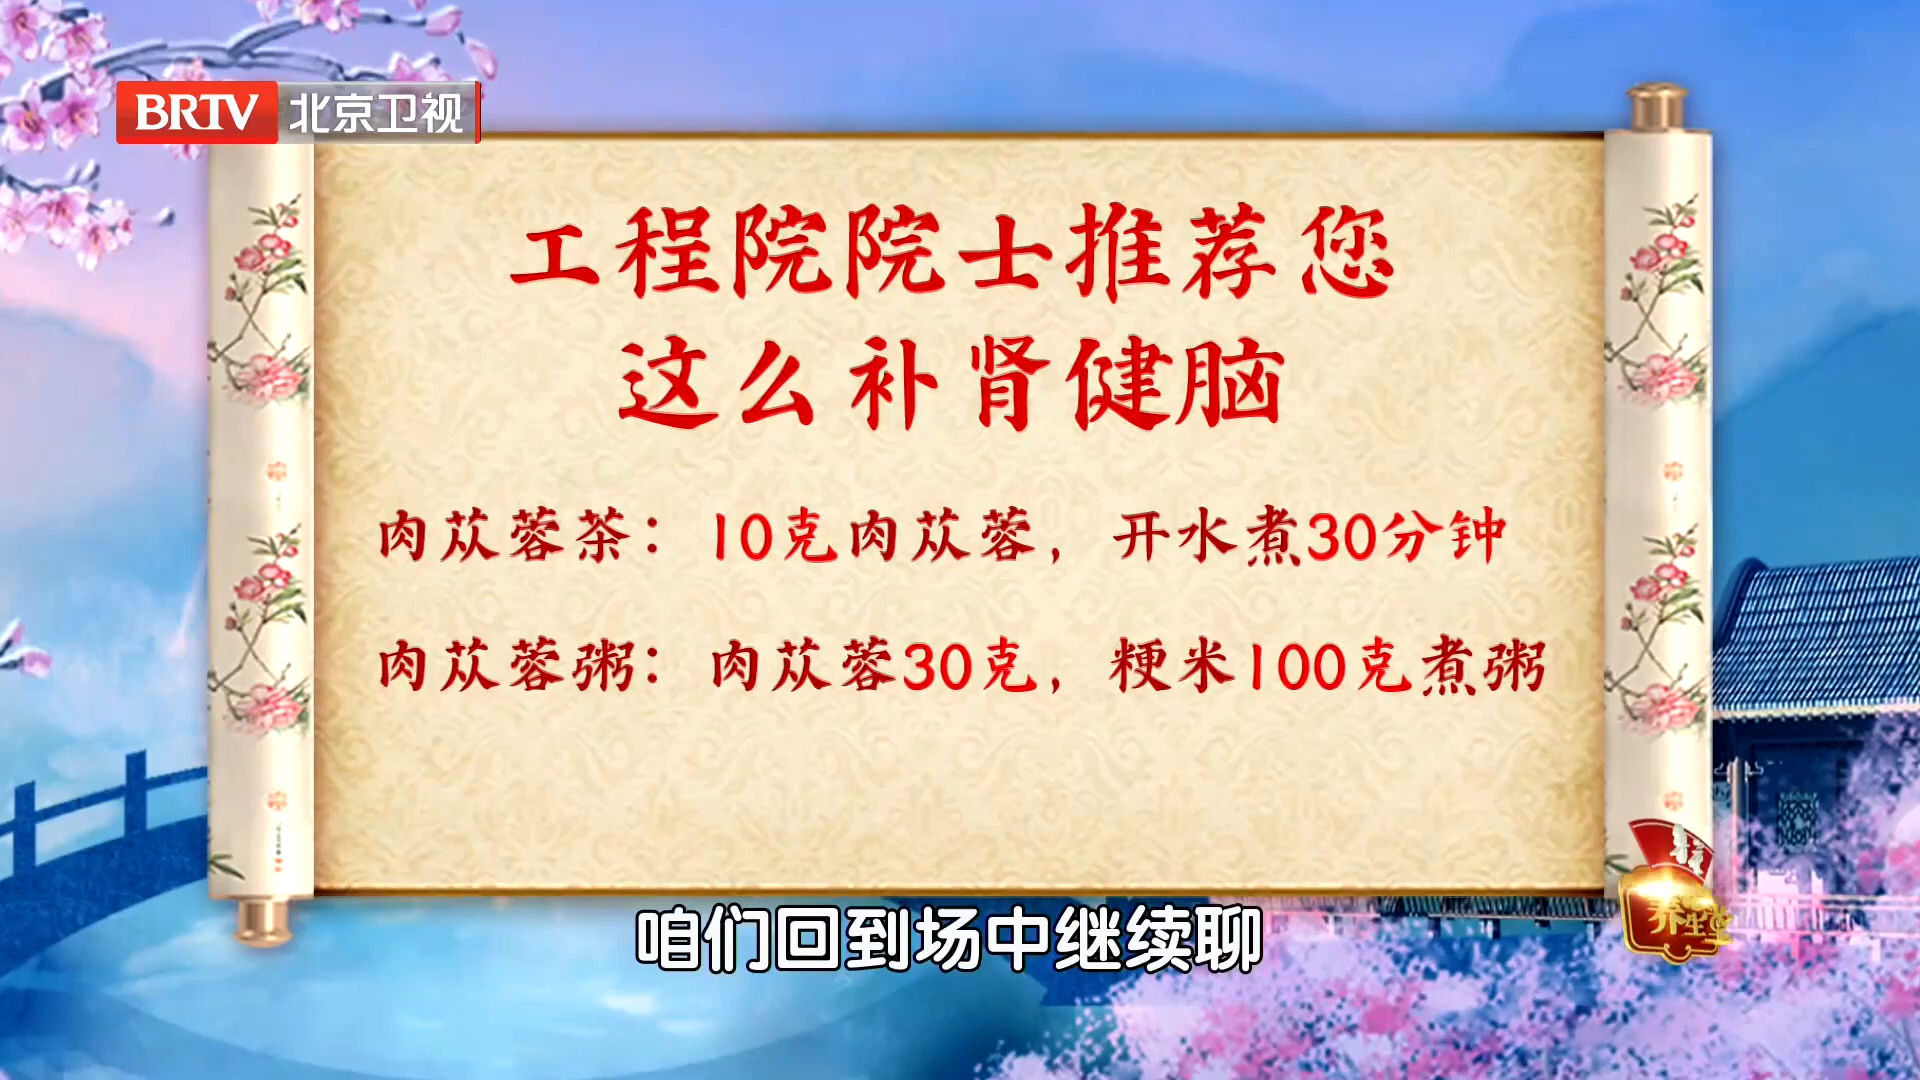 BRTV 北京卫视
工程院院士推荐您
这么补肾健脑
肉苁蓉茶：10克肉苁蓉，开水煮30分钟
肉苁蓉粥：肉苁蓉30克，粳米100克煮粥
养生堂
咱们回到场中继续聊